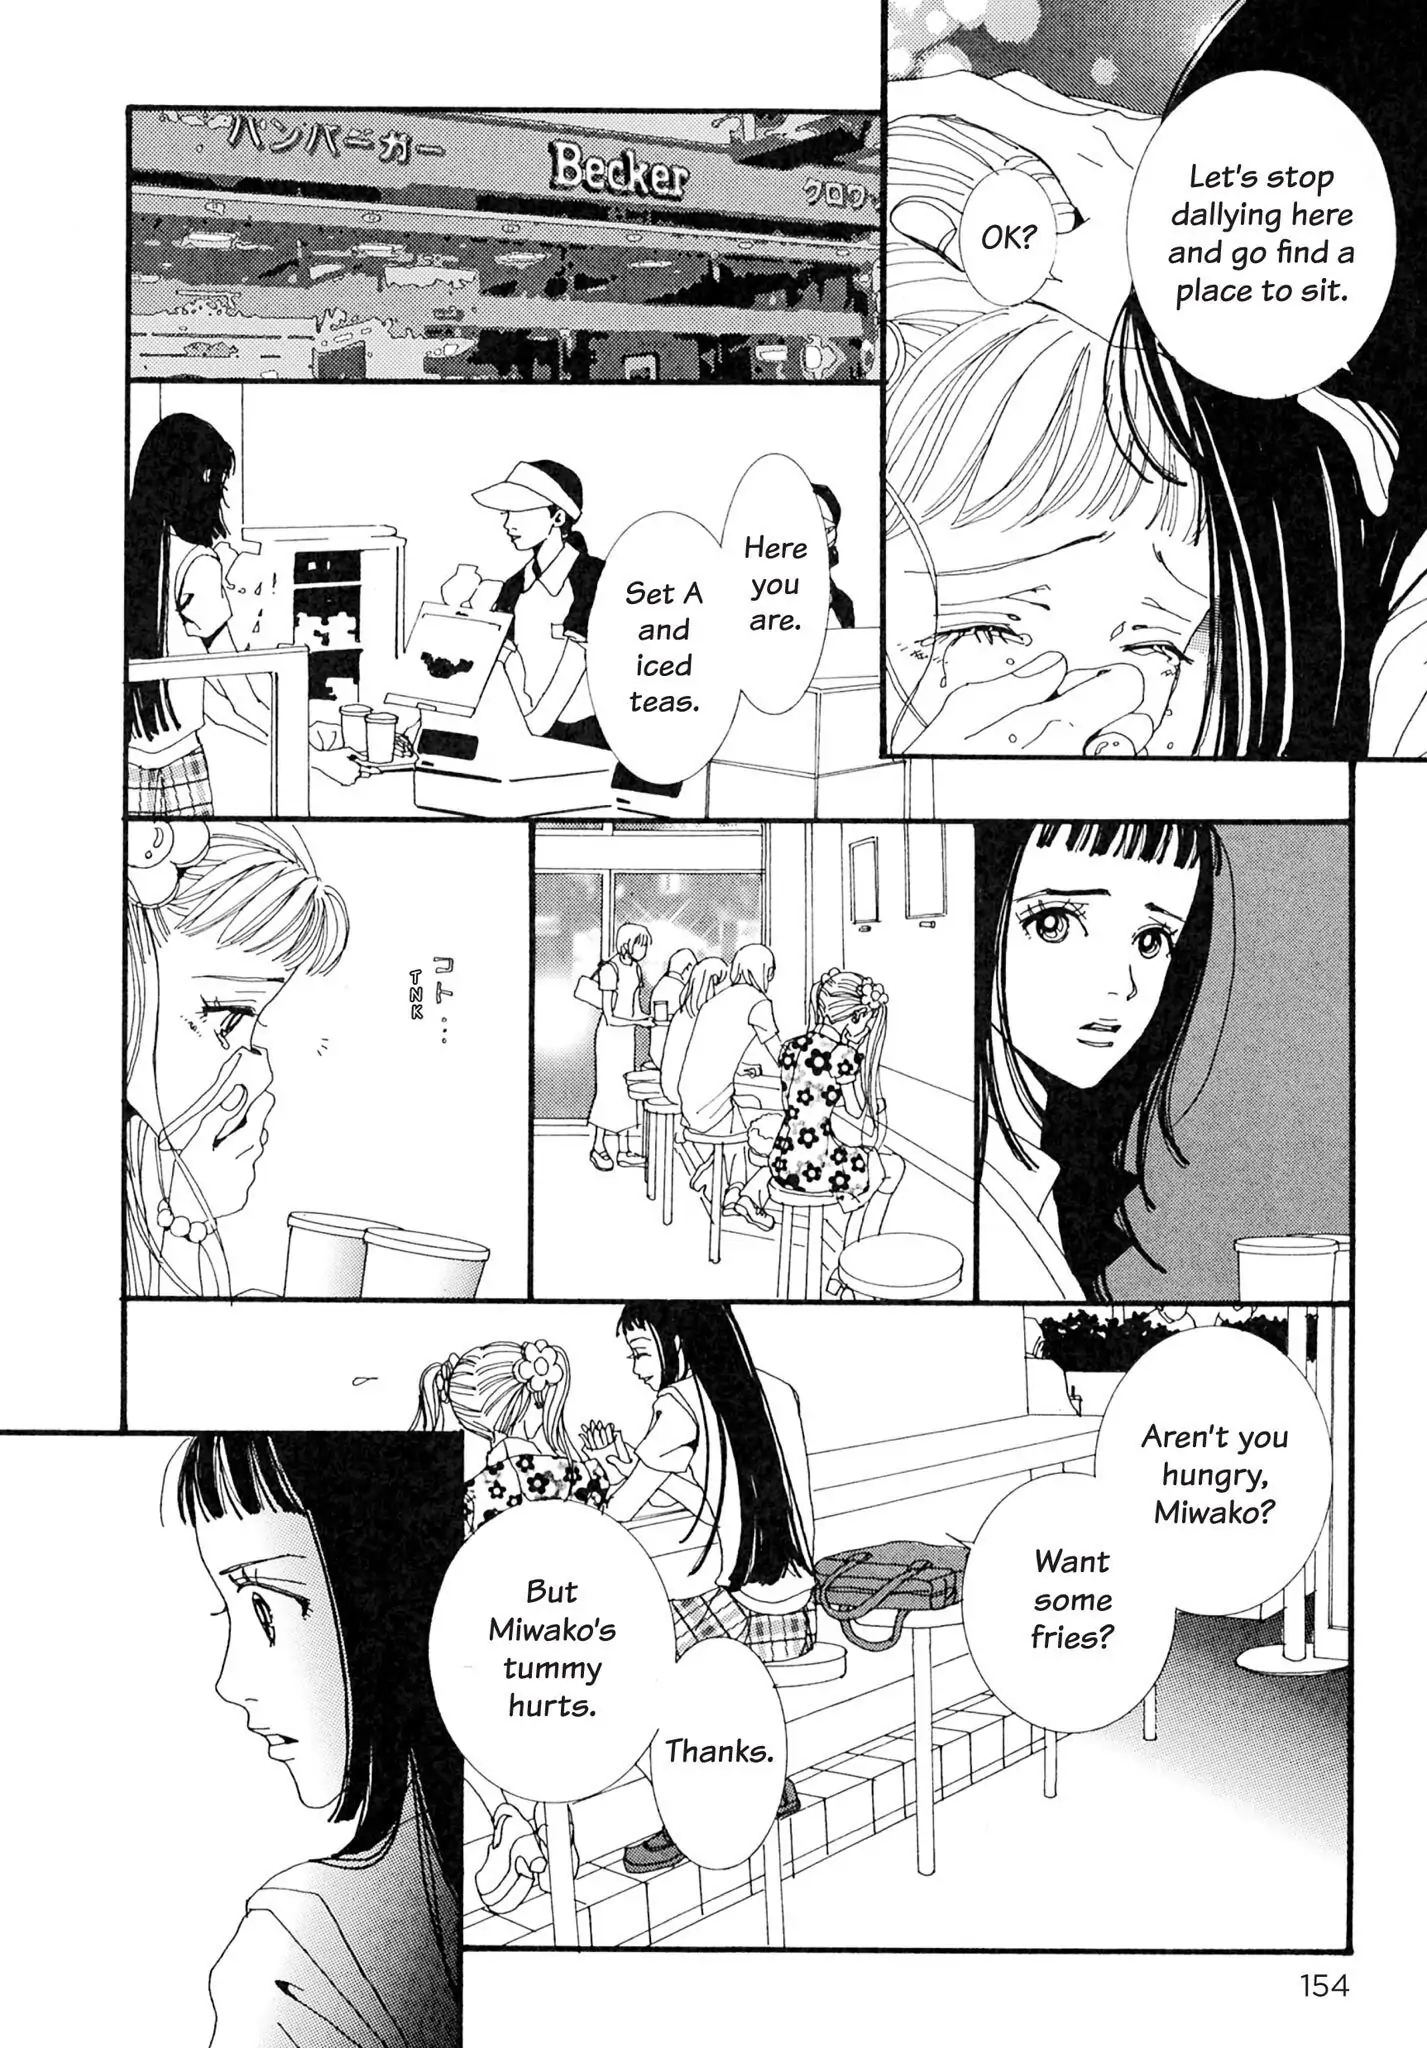 Let's stop
dallying here
and go find a
place to sit.
OK?
ハンバーガー
Becker
クロワッ
Here
you
are.
Set A
and
iced
teas.
コト…
TNK
Aren't you
hungry,
Miwako?
Want
some
fries?
Thanks.
But
Miwako's
tummy
hurts.
154